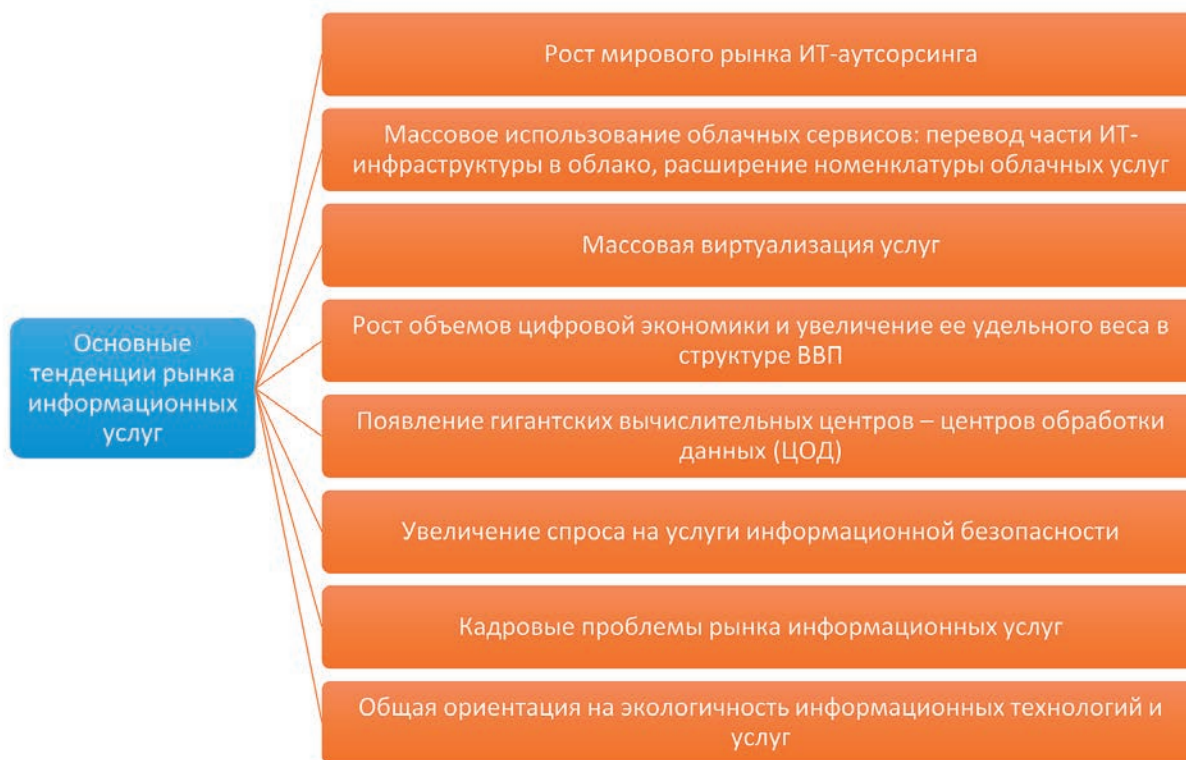 Основные
тенденции рынка
информационных
услуг
Рост мирового рынка ИТ-аутсорсинга
Массовое использование облачных сервисов: перевод части ИТ-
инфраструктуры в облако, расширение номенклатуры облачных услуг
Массовая виртуализация услуг
Рост объемов цифровой экономики и увеличение ее удельного веса в
структуре ВВП
Появление гигантских вычислительных центров – центров обработки
данных (ЦОД)
Увеличение спроса на услуги информационной безопасности
Кадровые проблемы рынка информационных услуг
Общая ориентация на экологичность информационных технологий и
услуг